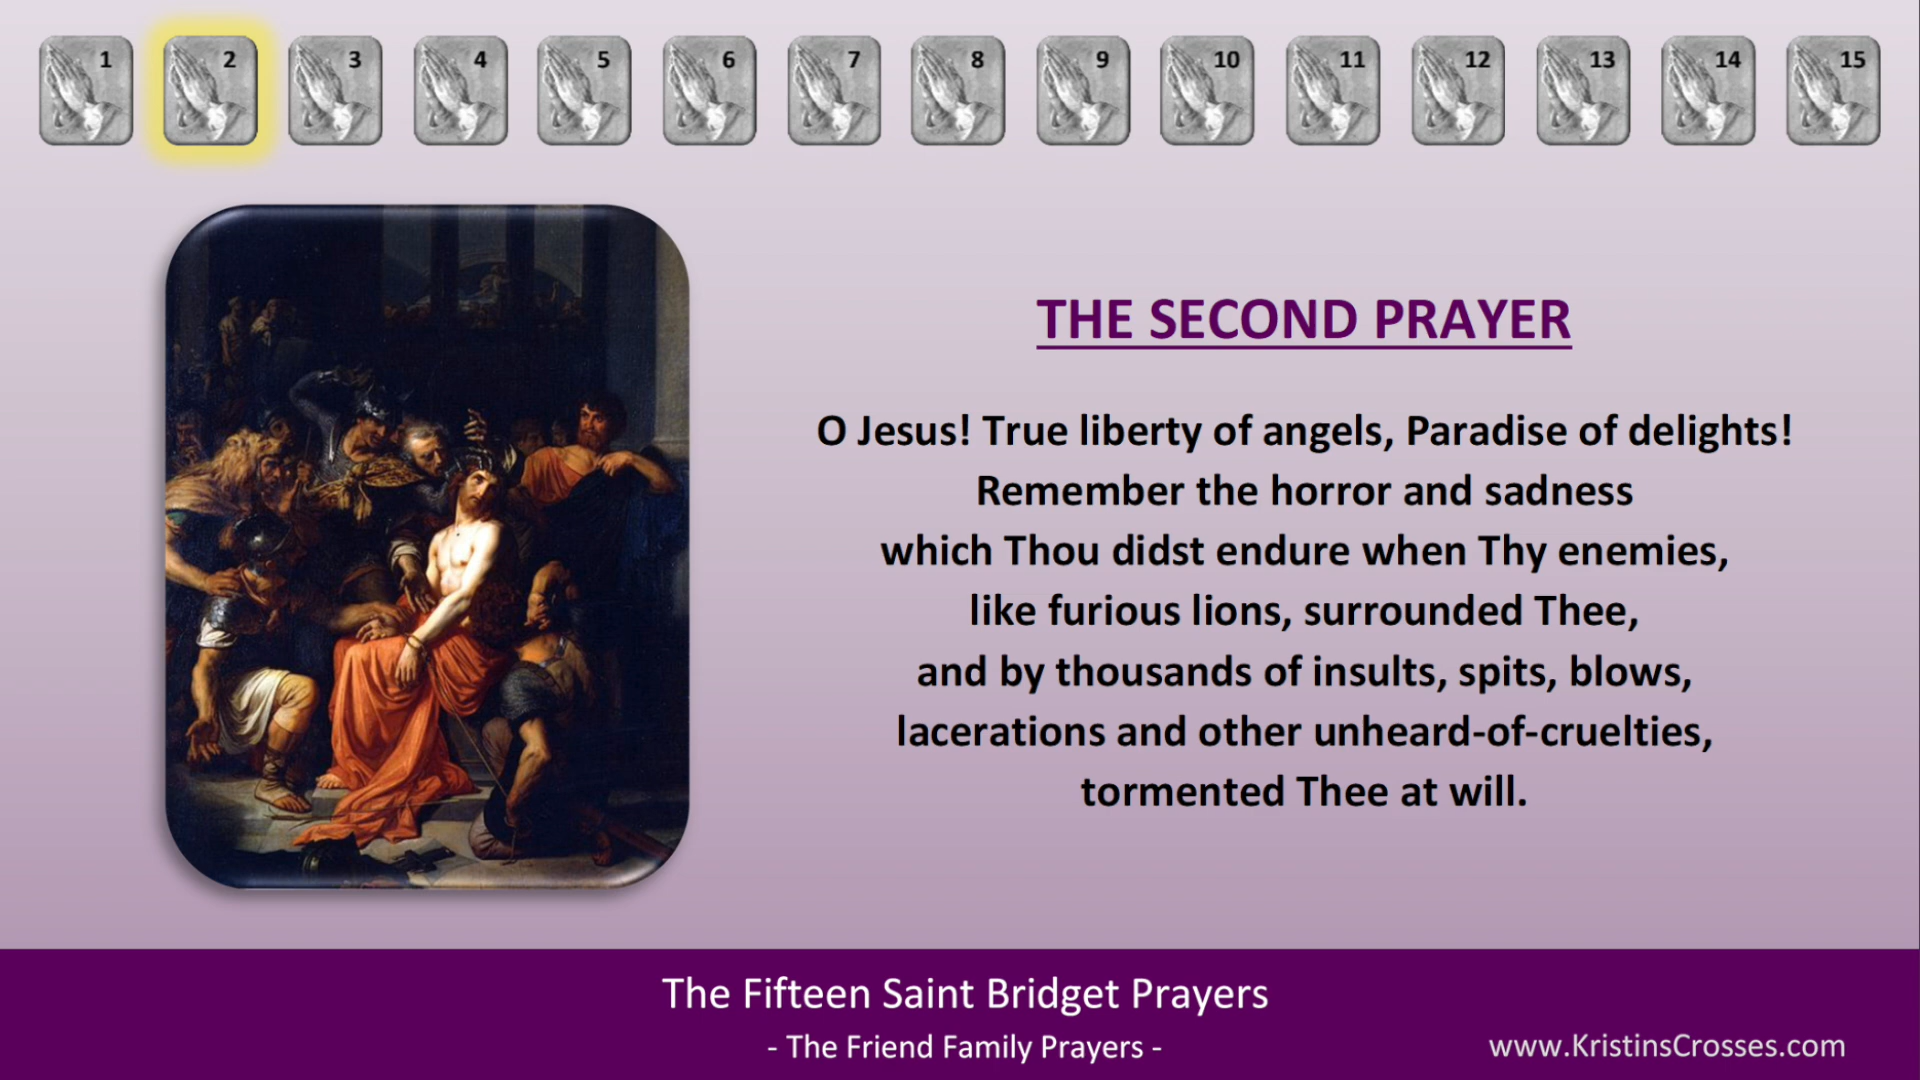 1 2 3 4 5 6 7 8 9 10 11 12 13 14 15
THE SECOND PRAYER
O Jesus! True liberty of angels, Paradise of delights!
Remember the horror and sadness
which Thou didst endure when Thy enemies,
like furious lions, surrounded Thee,
and by thousands of insults, spits, blows,
lacerations and other unheard-of-cruelties,
tormented Thee at will.
The Fifteen Saint Bridget Prayers
- The Friend Family Prayers -
www.KristinsCrosses.com